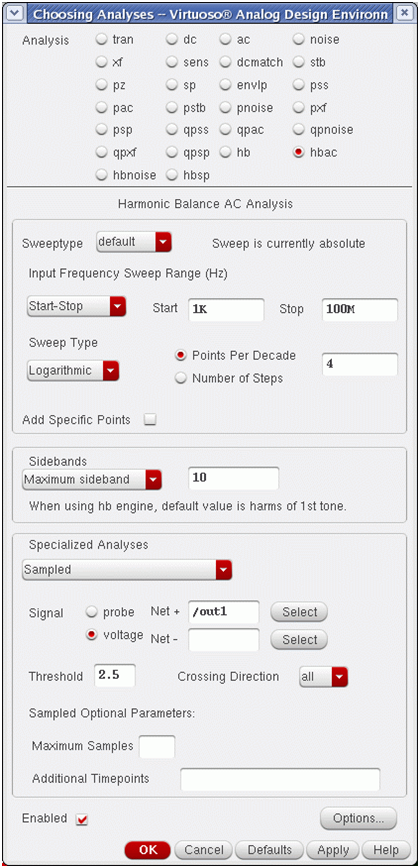 Choosing Analyses -- Virtuoso® Analog Design Environm
Analysis tran dc ac noise
xf sens dcmatch stb
pz sp envlp pss
pac pstb pnoise pxf
psp qpss qpac qpnoise
qpxf qpsp hb hbac
hbnoise hbsp
Harmonic Balance AC Analysis
Sweeptype default Sweep is currently absolute
Input Frequency Sweep Range (Hz)
Start-Stop Start 1K Stop 100M
Sweep Type
Logarithmic Points Per Decade 4
Number of Steps
Add Specific Points
Sidebands
Maximum sideband 10
When using hb engine, default value is harms of 1st tone.
Specialized Analyses
Sampled
Signal probe Net + /out1 Select
voltage Net - Select
Threshold 2.5 Crossing Direction all
Sampled Optional Parameters:
Maximum Samples
Additional Timepoints
Enabled Options...
OK Cancel Defaults Apply Help